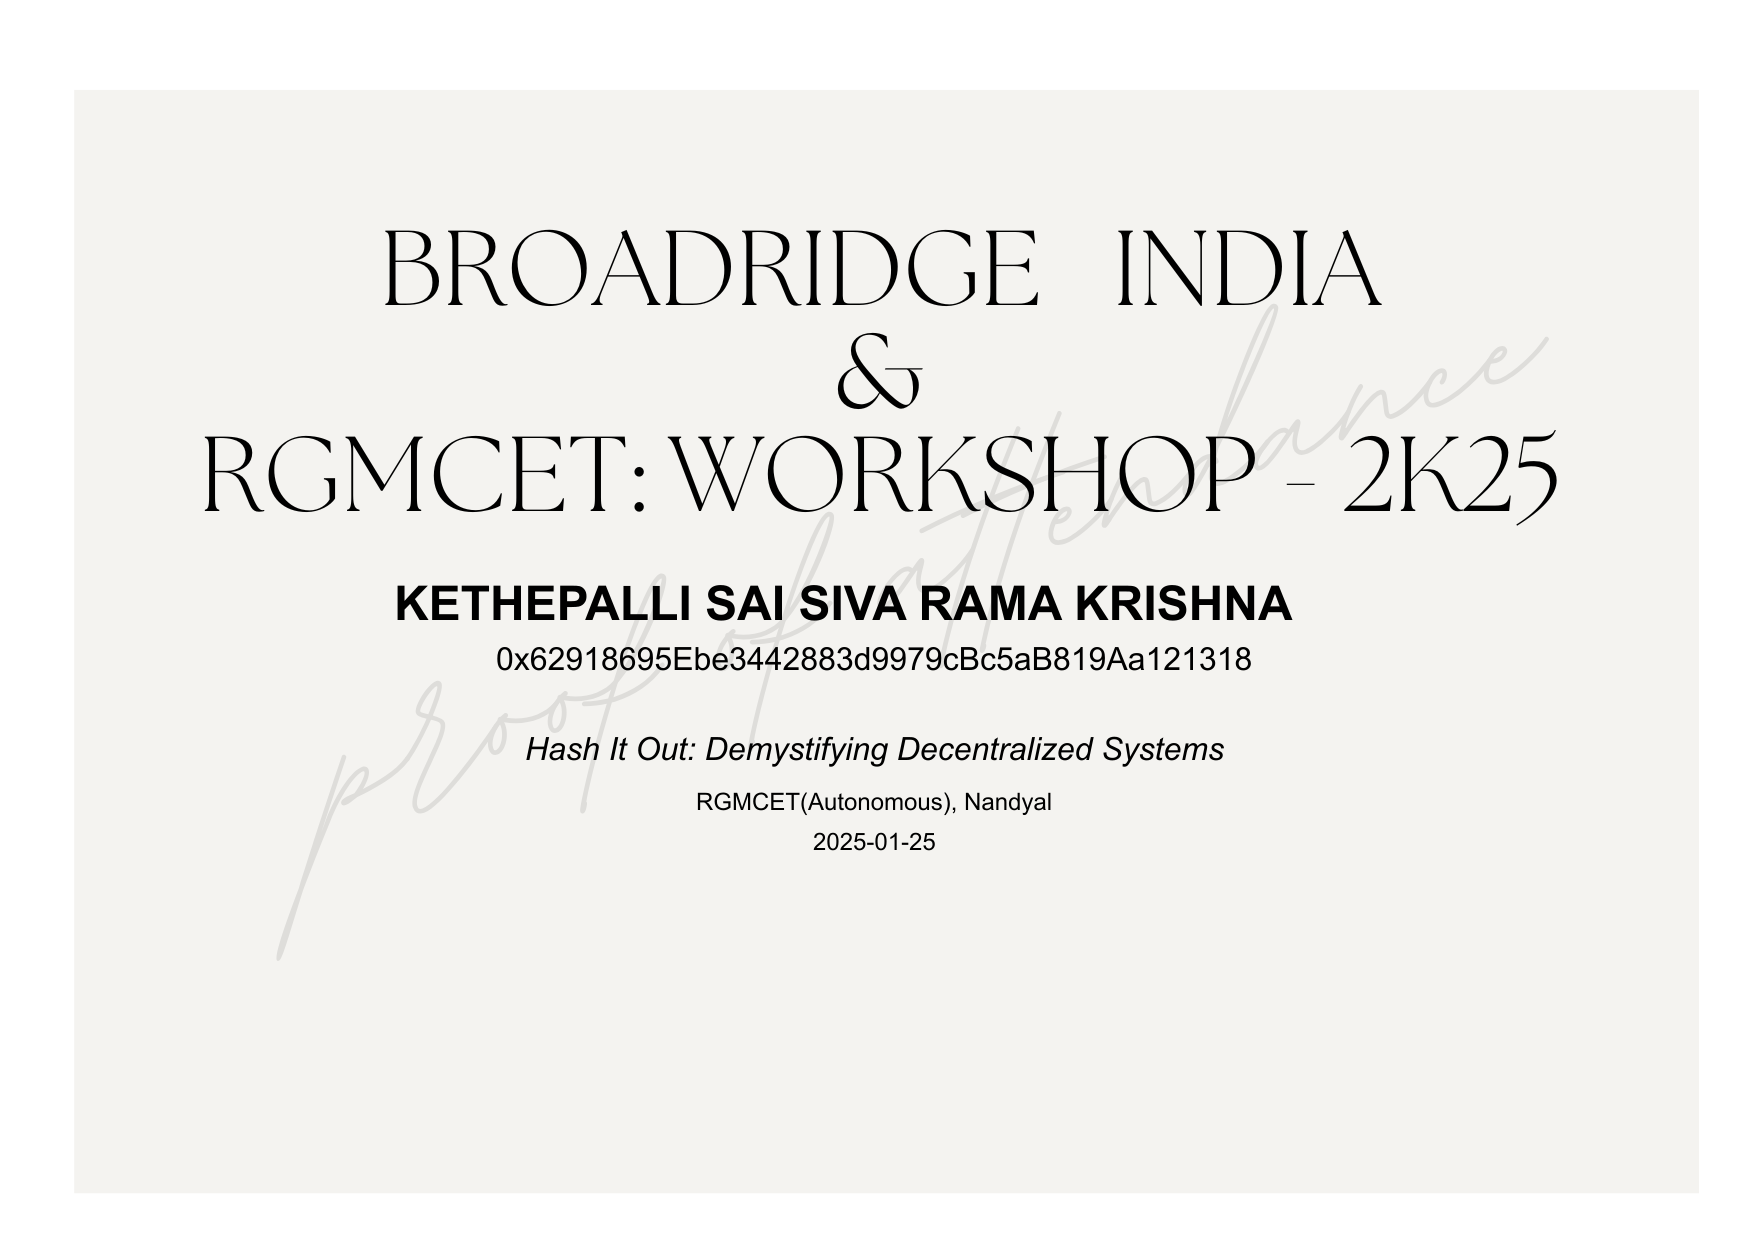 BROADRIDGE INDIA
&
RGMCET: WORKSHOP - 2K25
proof of attendance
KETHEPALLI SAI SIVA RAMA KRISHNA
0x62918695Ebe3442883d9979cBc5aB819Aa121318
Hash It Out: Demystifying Decentralized Systems
RGMCET(Autonomous), Nandyal
2025-01-25